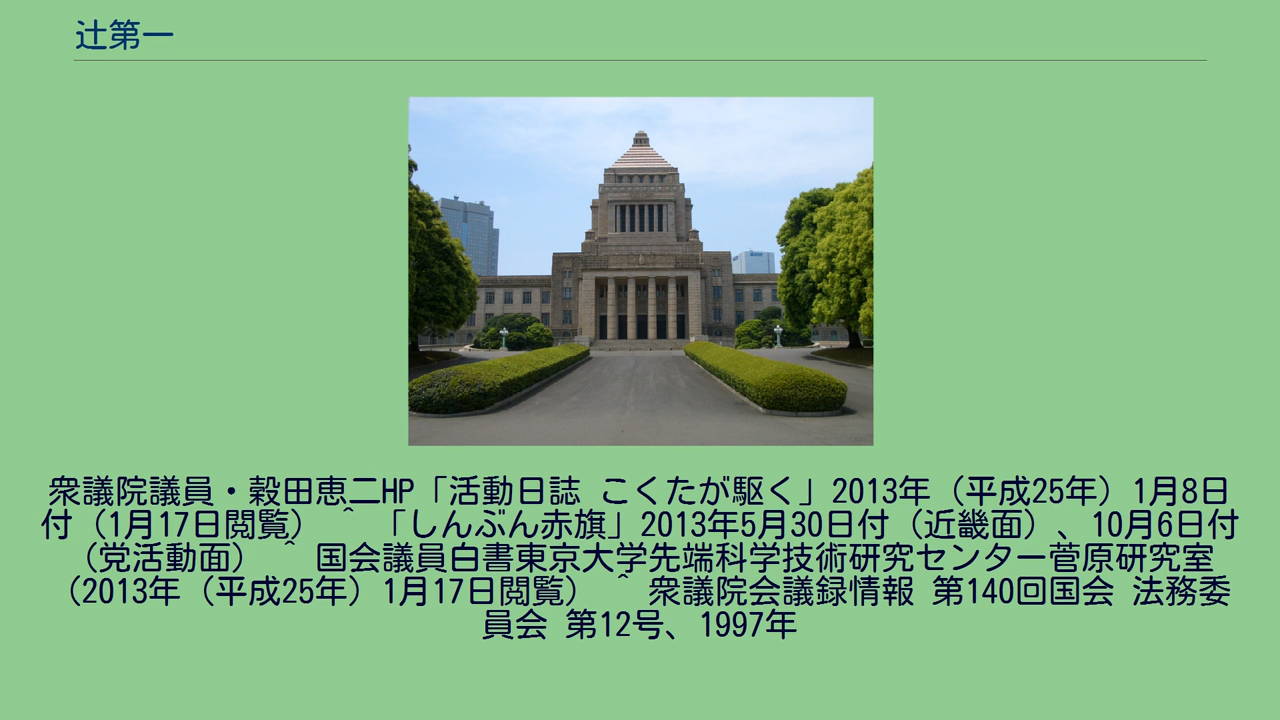 辻第一
衆議院議員・穀田恵二HP「活動日誌 こくたが駆く」2013年（平成25年）1月8日
付（1月17日閲覧） ^ 「しんぶん赤旗」2013年5月30日付（近畿面）、10月6日付
（党活動面） ^ 国会議員白書東京大学先端科学技術研究センター菅原研究室
（2013年（平成25年）1月17日閲覧） ^ 衆議院会議録情報 第140回国会 法務委
員会 第12号、1997年